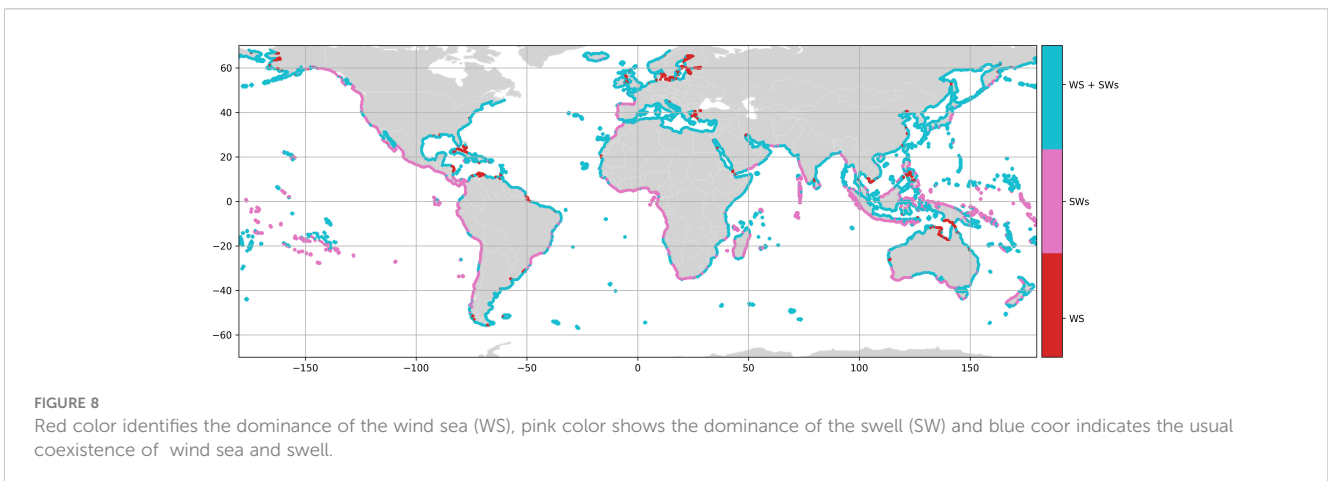 60
40
20
0
−20
−40
−60
−150
−100
−50
0
50
100
150
WS + SWs
SWs
WS
FIGURE 8
Red color identifies the dominance of the wind sea (WS), pink color shows the dominance of the swell (SW) and blue coor indicates the usual
coexistence of wind sea and swell.